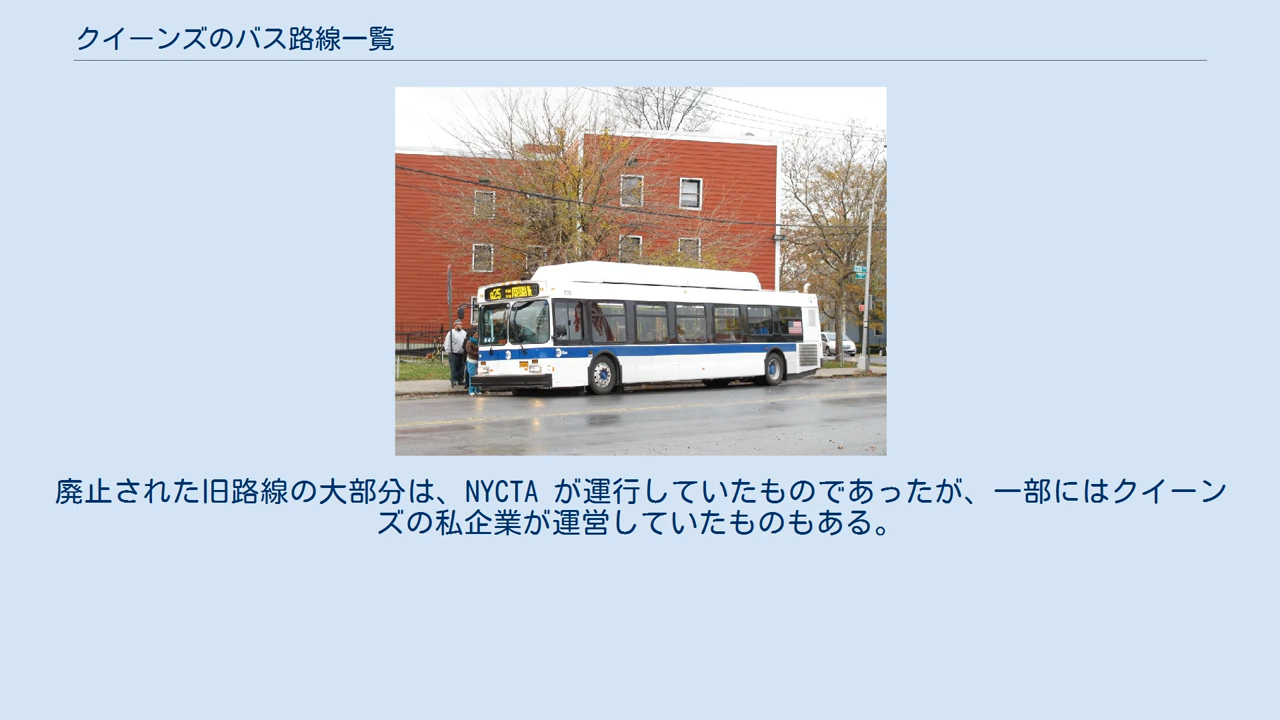 クイーンズのバス路線一覧
Q25
廃止された旧路線の大部分は、NYCTA が運行していたものであったが、一部にはクイーン
ズの私企業が運営していたものもある。